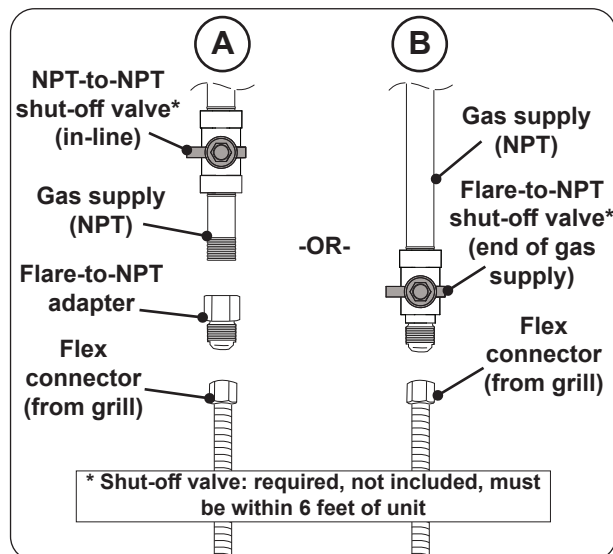 A
NPT-to-NPT
shut-off valve*
(in-line)
Gas supply
(NPT)
Flare-to-NPT
adapter
Flex
connector
(from grill)
-OR-
B
Gas supply
(NPT)
Flare-to-NPT
shut-off valve*
(end of gas
supply)
Flex
connector
(from grill)
* Shut-off valve: required, not included, must
be within 6 feet of unit